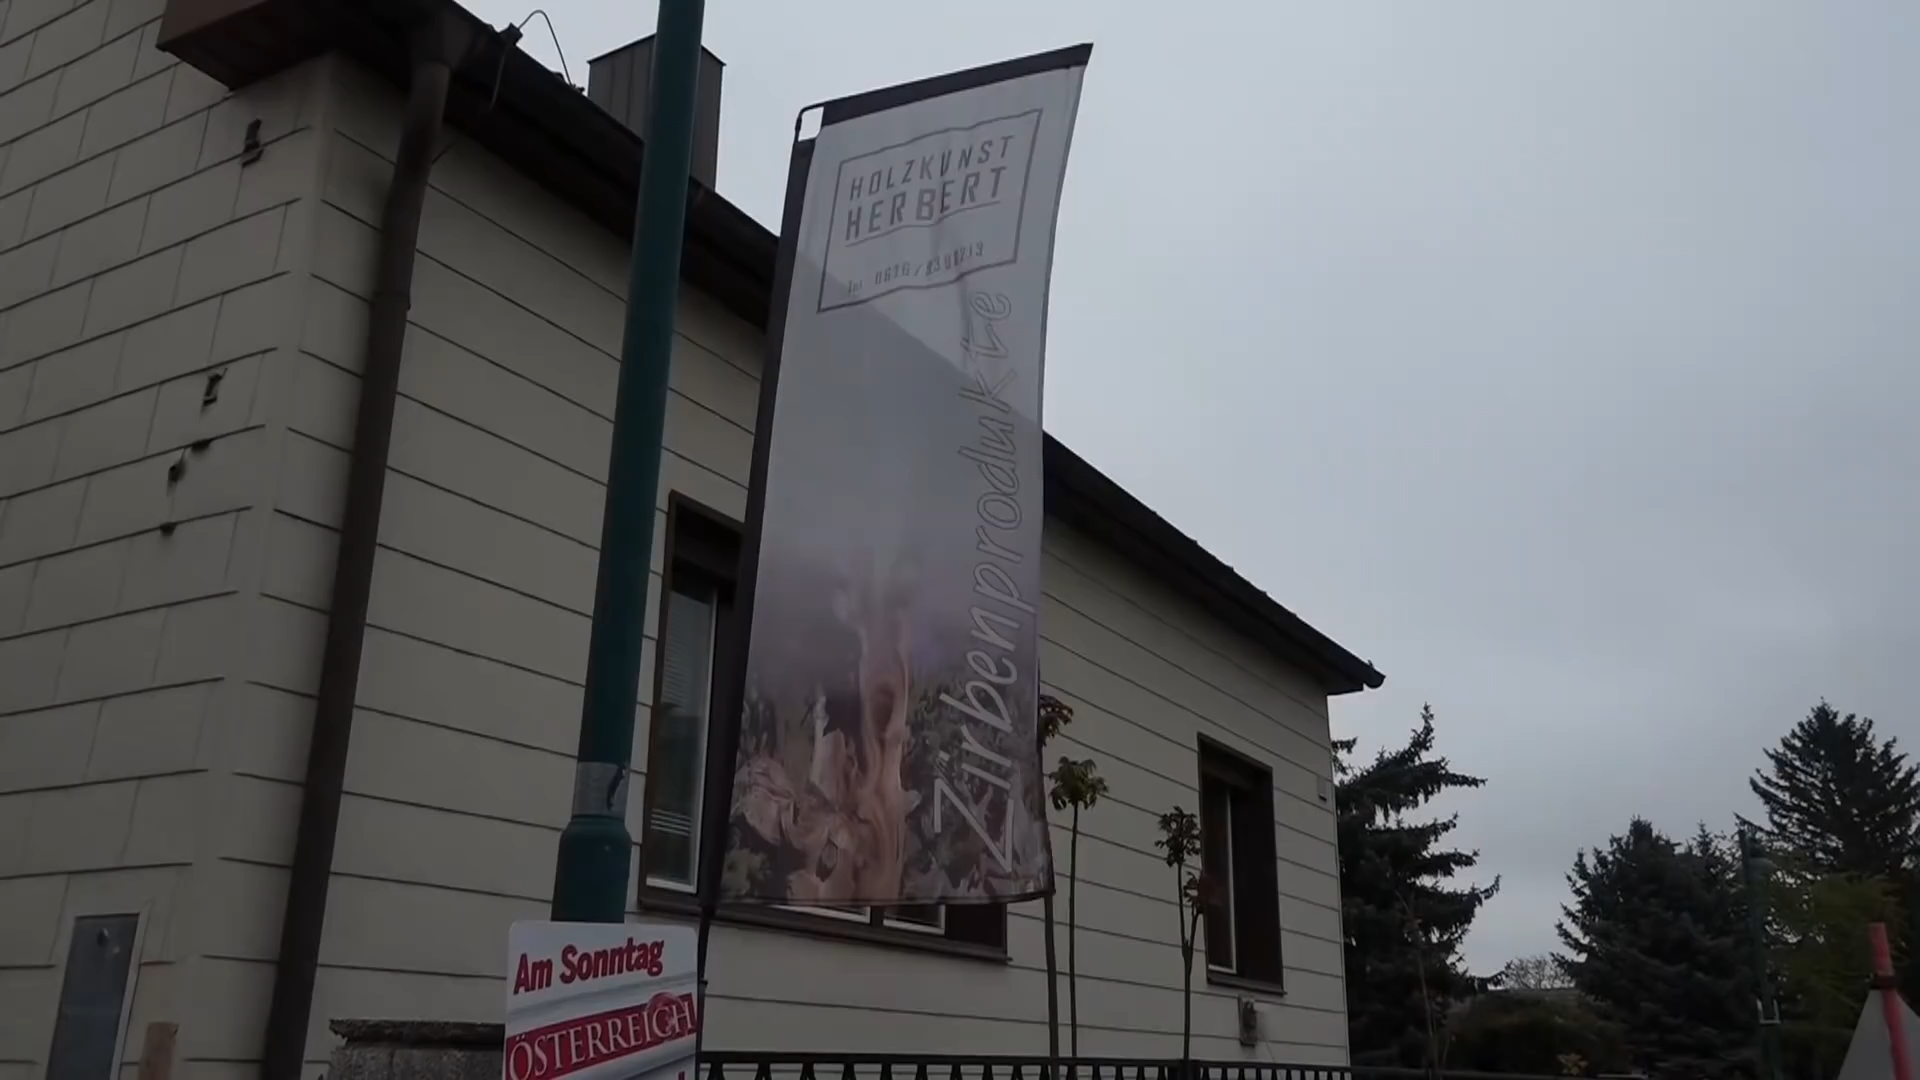 HOLZKUNST
HERBERT
Zirbenprodukte
Am Sonntag
ÖSTERREICH